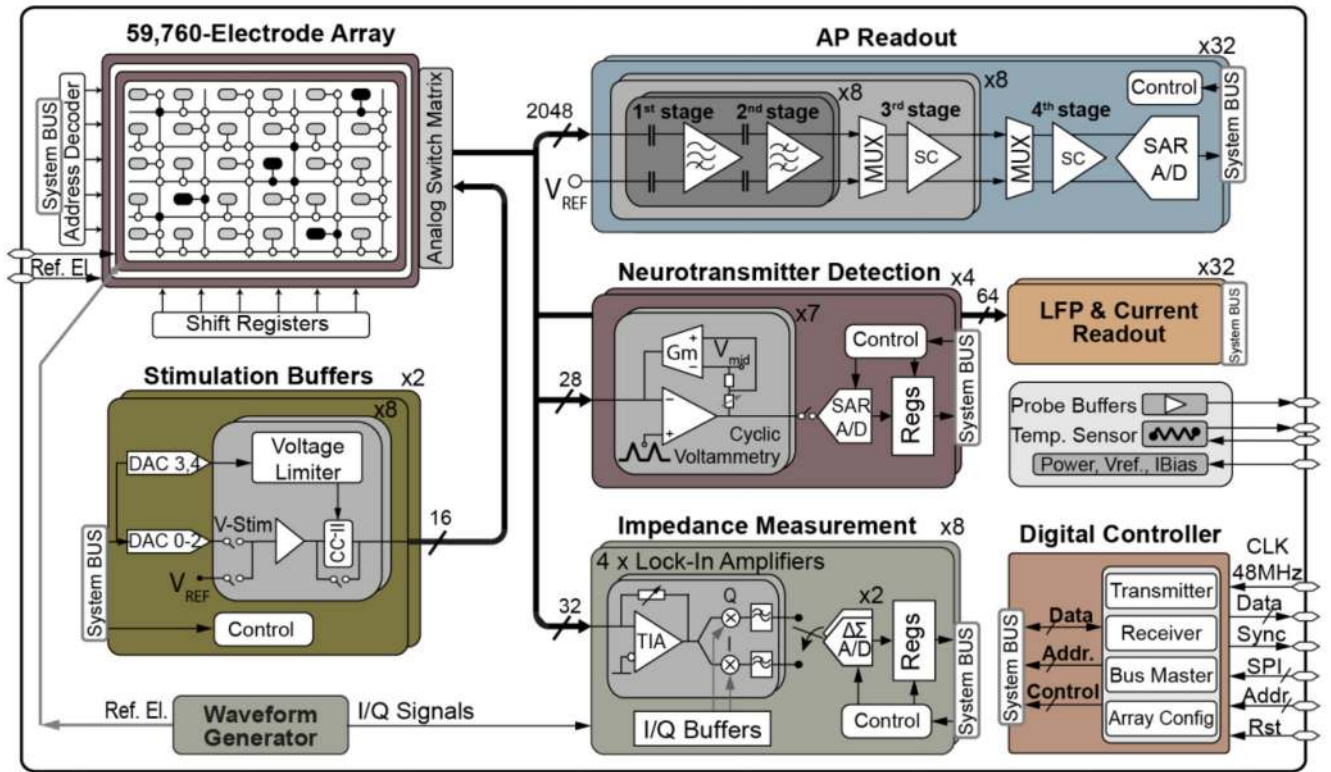 59,760-Electrode Array
System BUS
Address Decoder
Analog Switch Matrix
Ref. El.
Shift Registers
AP Readout
x32
2048
V
REF
x8
x8
1st stage
2nd stage
3rd stage
4th stage
MUX
SC
MUX
SC
SAR
A/D
Control
System BUS
Neurotransmitter Detection
x4
28
x7
Gm
+
−
Vmid
−
+
Cyclic
Voltammetry
Control
SAR
A/D
Regs
System BUS
64
x32
LFP & Current
Readout
System BUS
Probe Buffers
Temp. Sensor
Power, Vref., IBias
Stimulation Buffers
x2
x8
Voltage
Limiter
DAC 3,4
DAC 0-2
V-Stim
CC-II
V
REF
Control
System BUS
16
Impedance Measurement
x8
4 x Lock-In Amplifiers
32
TIA
Q
I
x2
ΔΣ
A/D
Regs
I/Q Buffers
Control
System BUS
Ref. El.
Waveform
Generator
I/Q Signals
Digital Controller
System BUS
Data
Addr.
Control
Transmitter
Receiver
Bus Master
Array Config
CLK
48MHz
Data
Sync
SPI
Addr
Rst